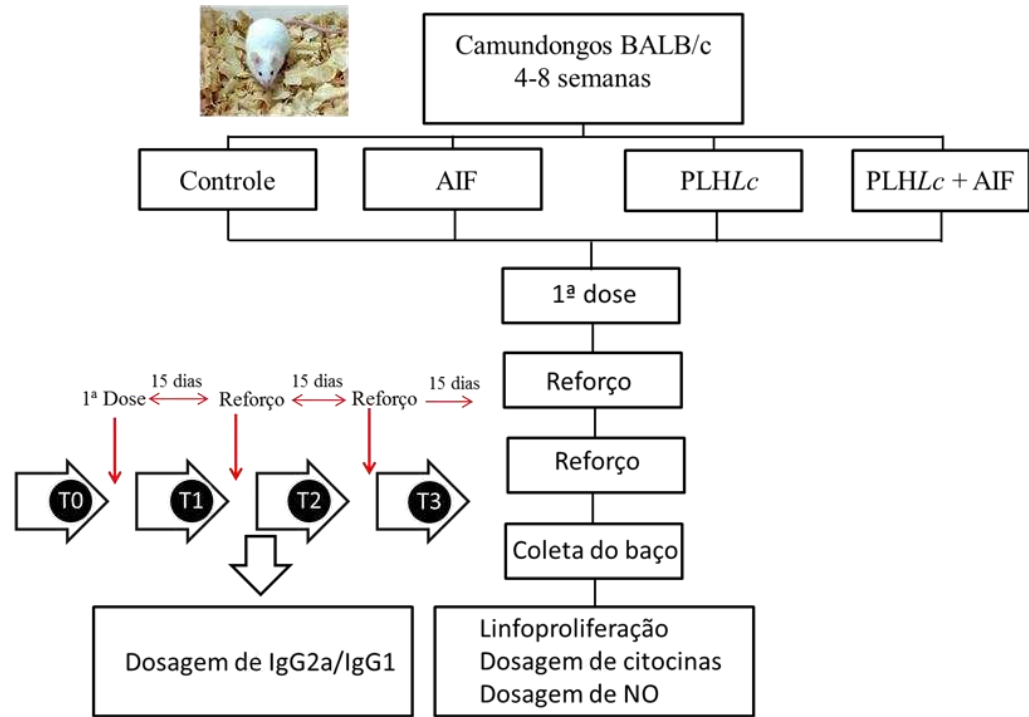 Camundongos BALB/c
4-8 semanas
Controle
AIF
PLHLc
PLHLc + AIF
1ª dose
Reforço
Reforço
Coleta do baço
Linfoproliferação
Dosagem de citocinas
Dosagem de NO
15 dias
15 dias
15 dias
1ª Dose
Reforço
Reforço
T0
T1
T2
T3
Dosagem de IgG2a/IgG1